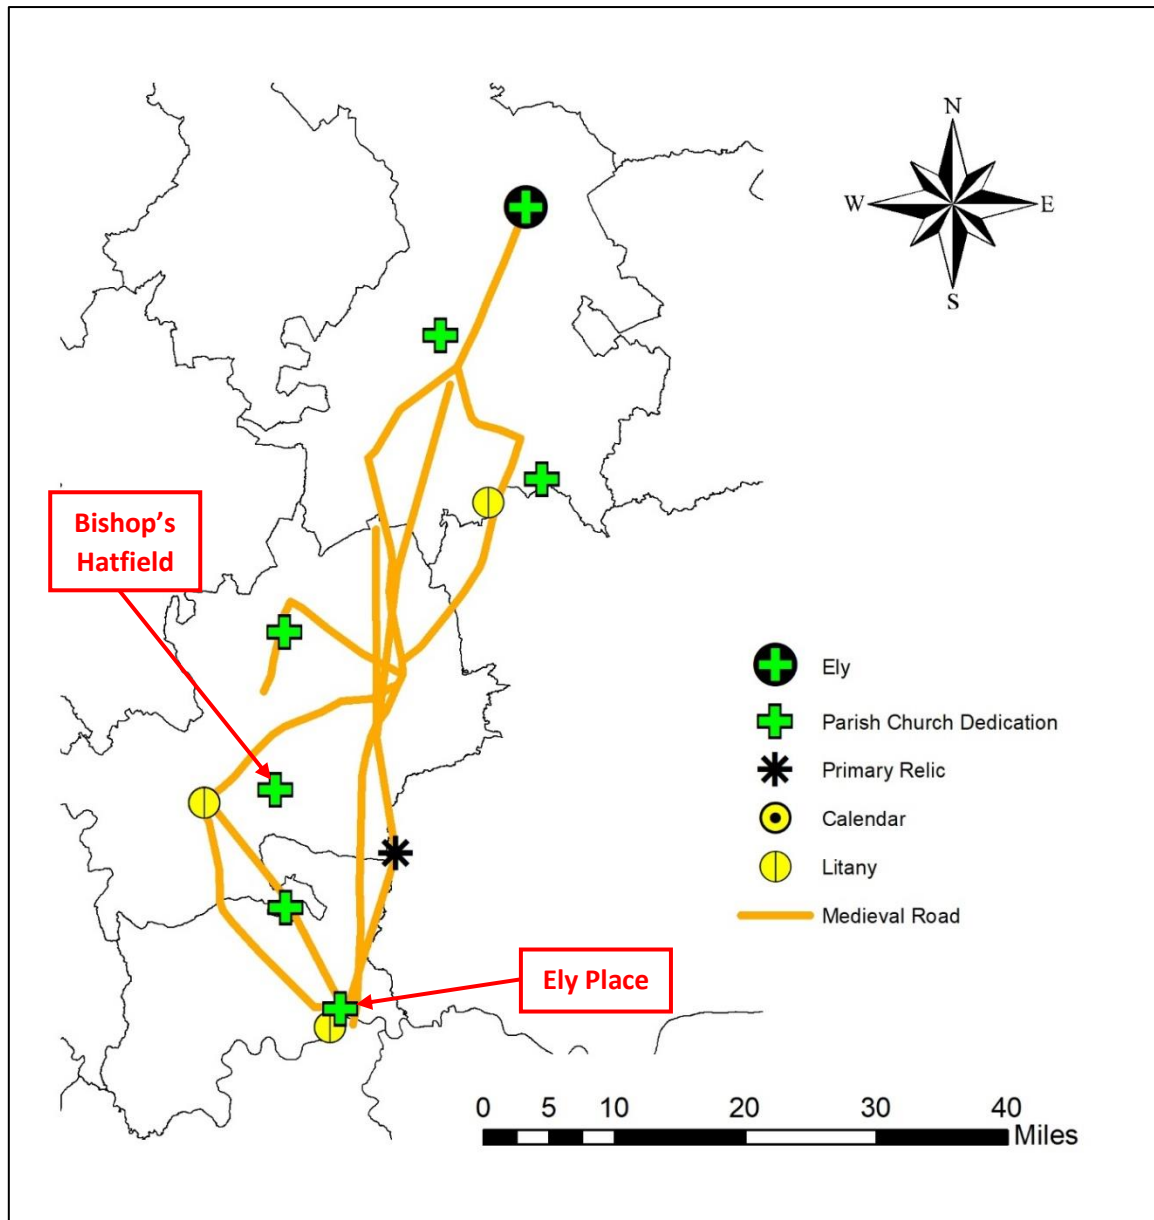 N
W
E
S
Bishop’s
Hatfield
Ely
Parish Church Dedication
Primary Relic
Calendar
Litany
Medieval Road
Ely Place
0 5 10 20 30 40
Miles